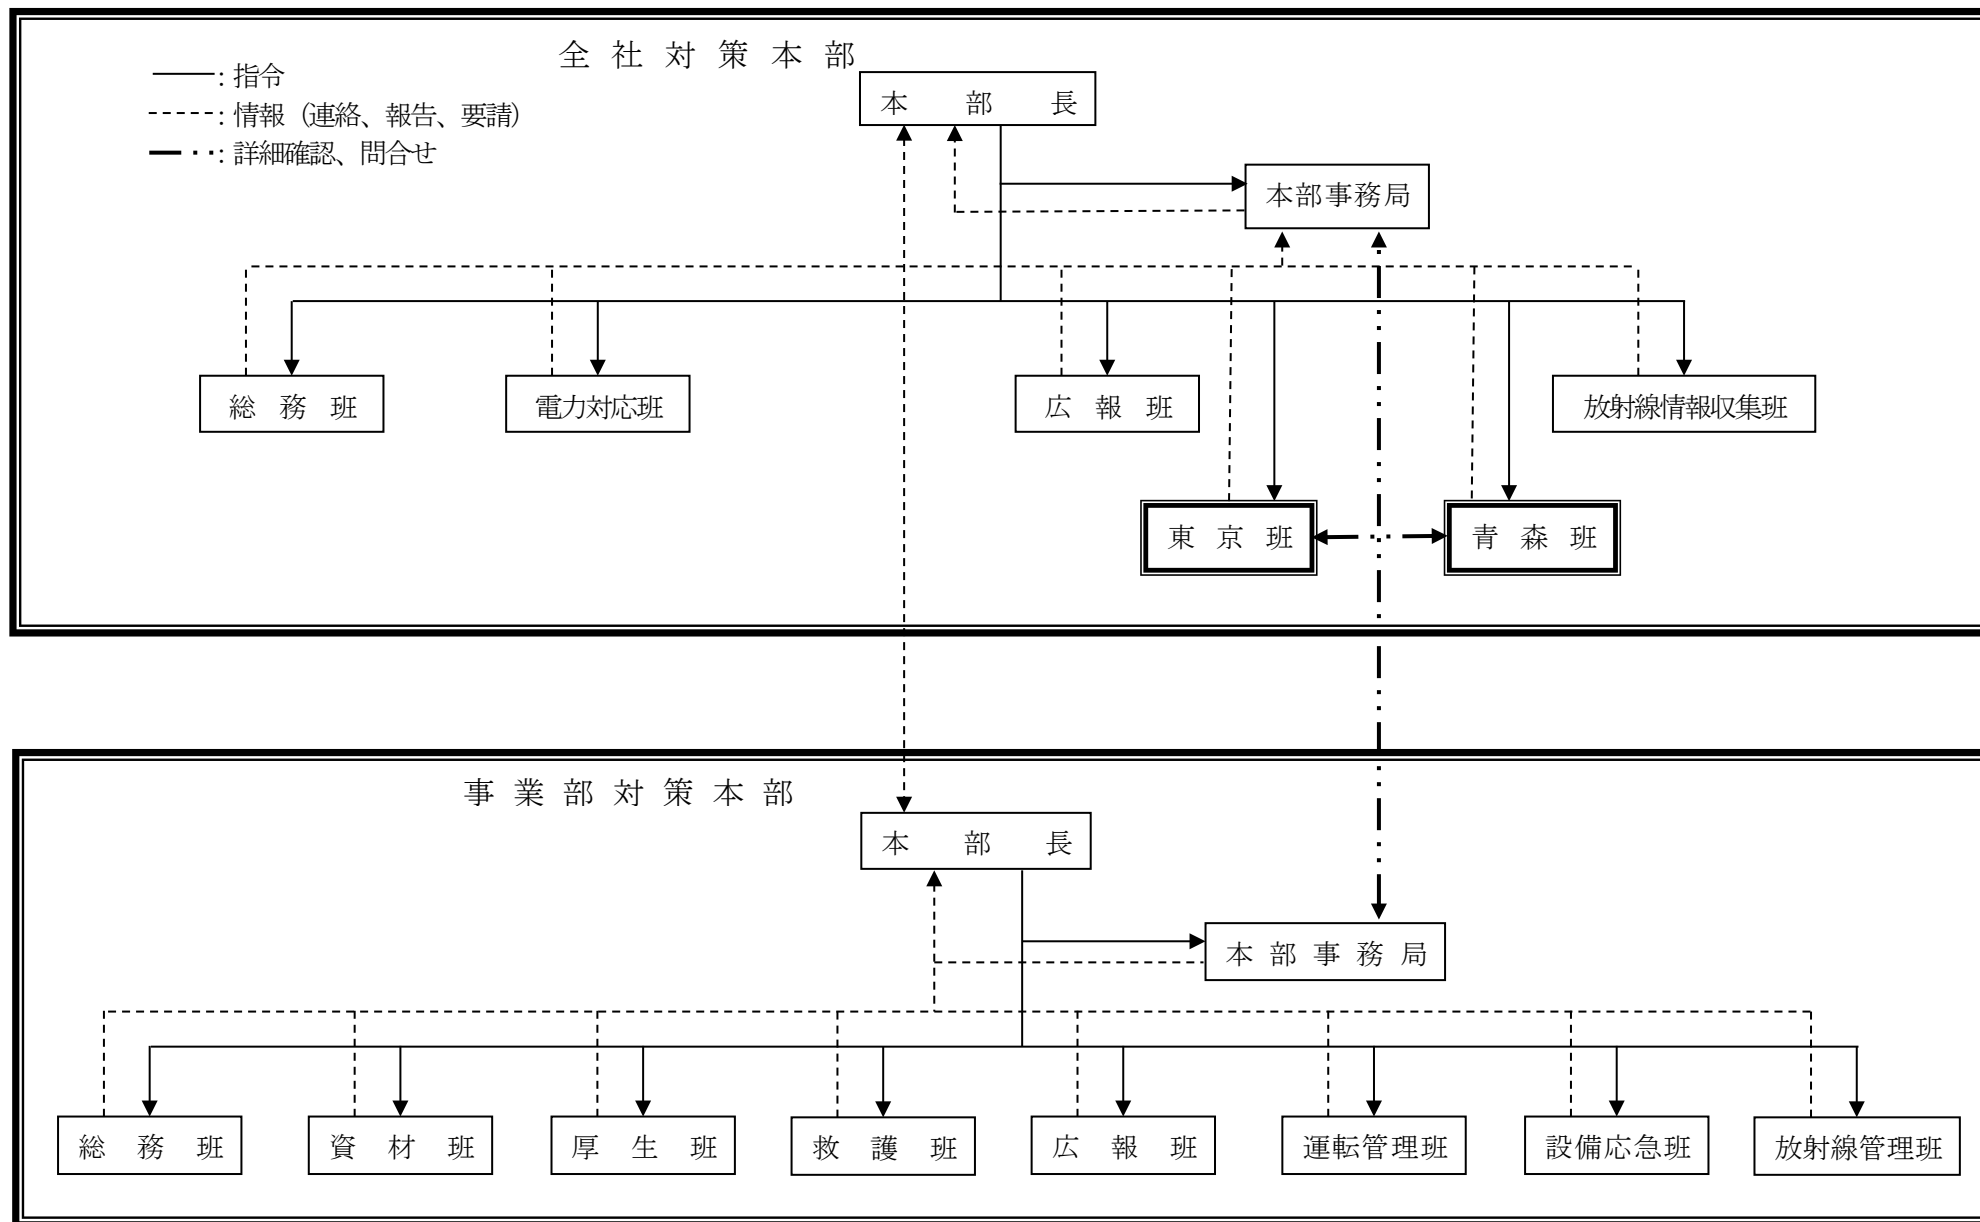 全社対策本部
：指令
：情報（連絡、報告、要請）
：詳細確認、問合せ
本部長
本部事務局
総務班
電力対応班
広報班
放射線情報収集班
東京班
青森班
事業部対策本部
本部長
本部事務局
総務班
資材班
厚生班
救護班
広報班
運転管理班
設備応急班
放射線管理班